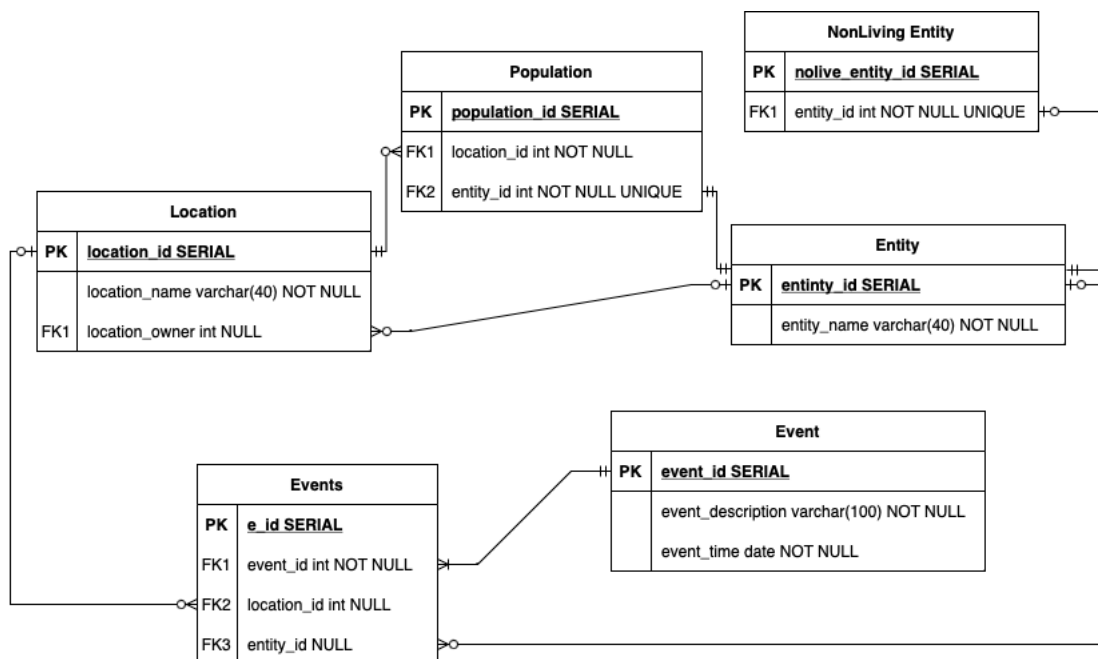 NonLiving Entity
PK nolive_entity_id SERIAL
FK1 entity_id int NOT NULL UNIQUE
Population
PK population_id SERIAL
FK1 location_id int NOT NULL
FK2 entity_id int NOT NULL UNIQUE
Location
PK location_id SERIAL
location_name varchar(40) NOT NULL
FK1 location_owner int NULL
Entity
PK entinty_id SERIAL
entity_name varchar(40) NOT NULL
Event
PK event_id SERIAL
event_description varchar(100) NOT NULL
event_time date NOT NULL
Events
PK e_id SERIAL
FK1 event_id int NOT NULL
FK2 location_id int NULL
FK3 entity_id NULL